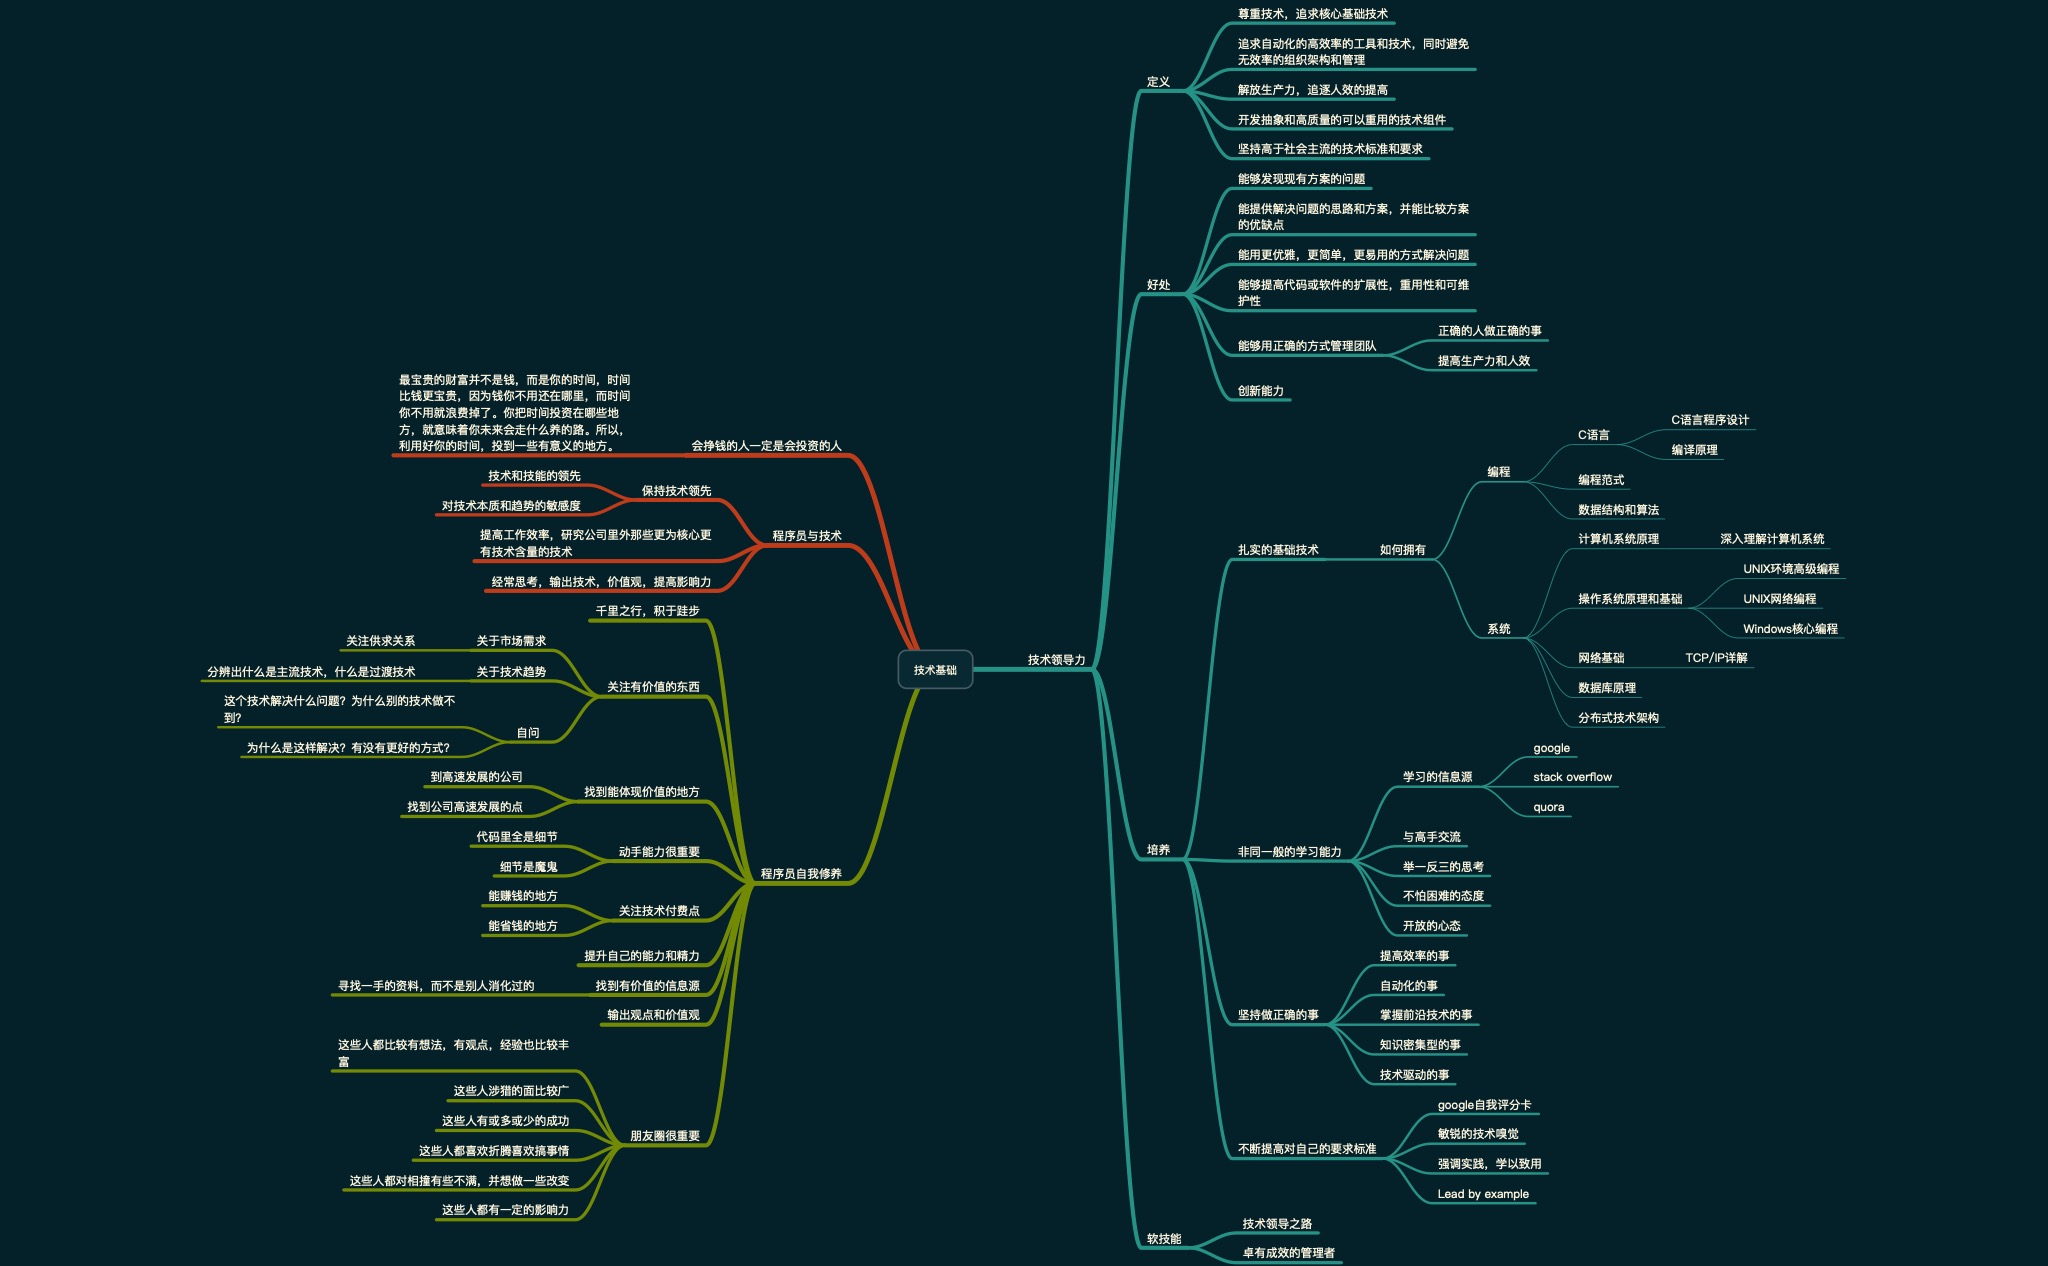 技术基础
技术领导力
定义
尊重技术，追求核心基础技术
追求自动化的高效率的工具和技术，同时避免
无效率的组织架构和管理
解放生产力，追逐人效的提高
开发抽象和高质量的可以重用的技术组件
坚持高于社会主流的技术标准和要求
好处
能够发现现有方案的问题
能提供解决问题的思路和方案，并能比较方案
的优缺点
能用更优雅，更简单，更易用的方式解决问题
能够提高代码或软件的扩展性，重用性和可维
护性
能够用正确的方式管理团队
正确的人做正确的事
提高生产力和人效
创新能力
培养
扎实的基础技术
如何拥有
编程
C语言
C语言程序设计
编译原理
编程范式
数据结构和算法
系统
计算机系统原理
深入理解计算机系统
操作系统原理和基础
UNIX环境高级编程
UNIX网络编程
Windows核心编程
网络基础
TCP/IP详解
数据库原理
分布式技术架构
非同一般的学习能力
学习的信息源
google
stack overflow
quora
与高手交流
举一反三的思考
不怕困难的态度
开放的心态
坚持做正确的事
提高效率的事
自动化的事
掌握前沿技术的事
知识密集型的事
技术驱动的事
不断提高对自己的要求标准
google自我评分卡
敏锐的技术嗅觉
强调实践，学以致用
Lead by example
软技能
技术领导之路
卓有成效的管理者
会挣钱的人一定是会投资的人
最宝贵的财富并不是钱，而是你的时间，时间
比钱更宝贵，因为钱你不用还在哪里，而时间
你不用就浪费掉了。你把时间投资在哪些地
方，就意味着你未来会走什么养的路。所以，
利用好你的时间，投到一些有意义的地方。
程序员与技术
保持技术领先
技术和技能的领先
对技术本质和趋势的敏感度
提高工作效率，研究公司里外那些更为核心更
有技术含量的技术
经常思考，输出技术，价值观，提高影响力
程序员自我修养
千里之行，积于跬步
关注有价值的东西
关于市场需求
关注供求关系
关于技术趋势
分辨出什么是主流技术，什么是过渡技术
自问
这个技术解决什么问题？为什么别的技术做不
到？
为什么是这样解决？有没有更好的方式？
找到能体现价值的地方
到高速发展的公司
找到公司高速发展的点
动手能力很重要
代码里全是细节
细节是魔鬼
关注技术付费点
能赚钱的地方
能省钱的地方
提升自己的能力和精力
找到有价值的信息源
寻找一手的资料，而不是别人消化过的
输出观点和价值观
朋友圈很重要
这些人都比较有想法，有观点，经验也比较丰
富
这些人涉猎的面比较广
这些人有或多或少的成功
这些人都喜欢折腾喜欢搞事情
这些人都对相撞有些不满，并想做一些改变
这些人都有一定的影响力